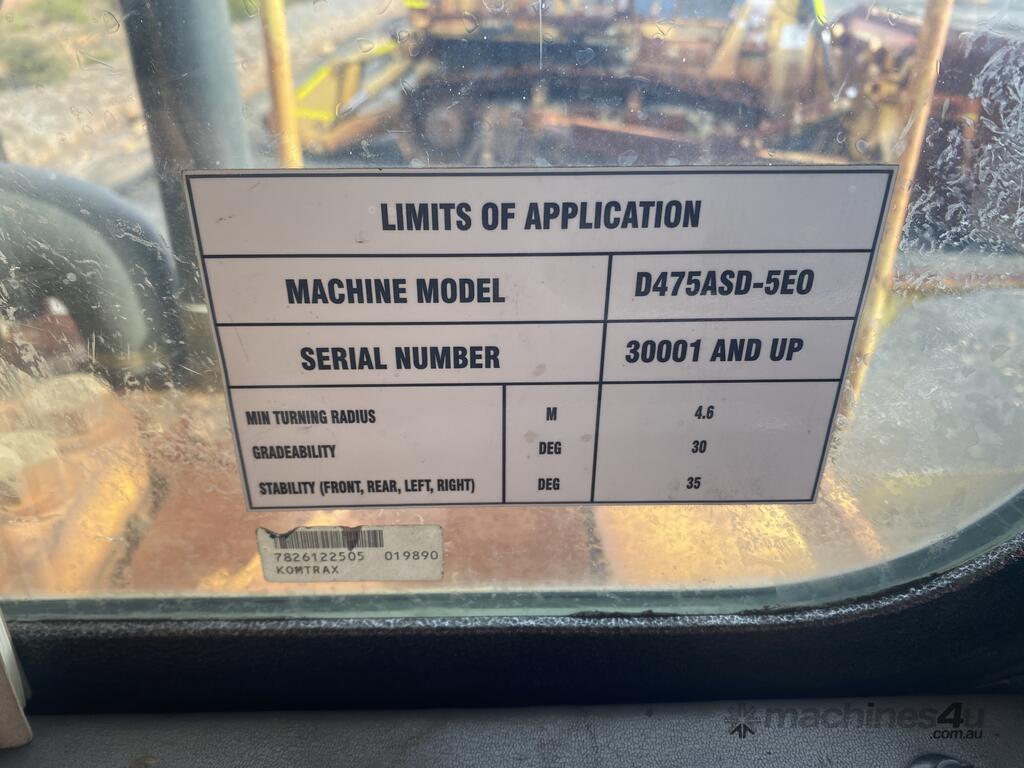 LIMITS OF APPLICATION
MACHINE MODEL D475ASD-5E0
SERIAL NUMBER 30001 AND UP
MIN TURNING RADIUS M 4.6
GRADEABILITY DEG 30
STABILITY (FRONT, REAR, LEFT, RIGHT) DEG 35
7826122505 019890
KOMTRAX
machines4u
.com.au